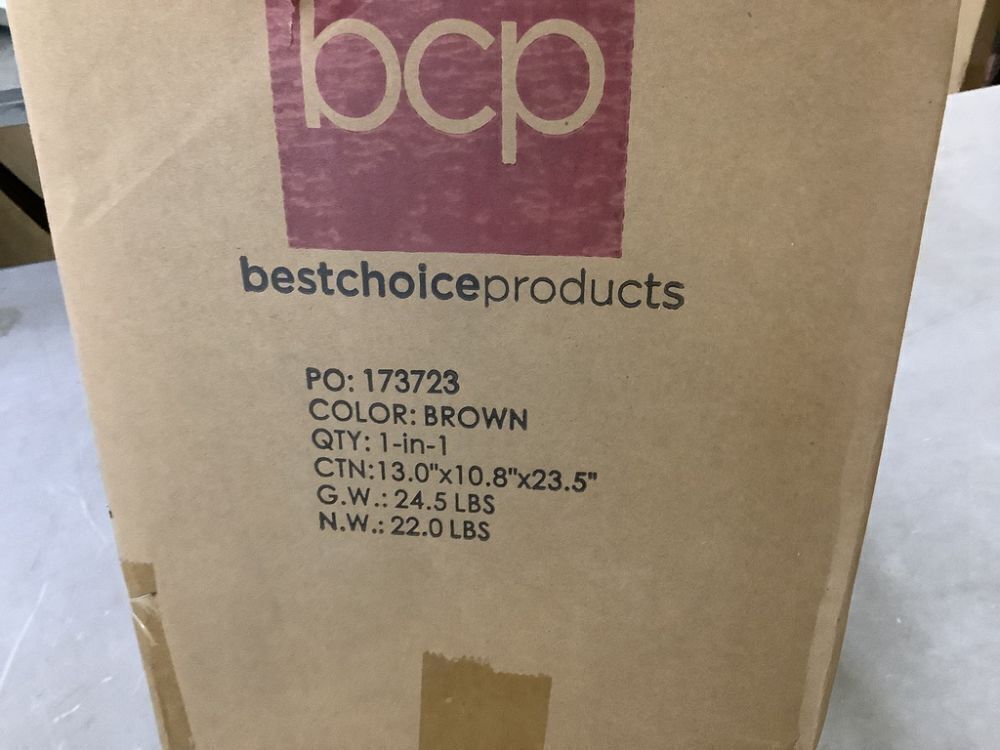 bcp
bestchoiceproducts
PO: 173723
COLOR: BROWN
QTY: 1-in-1
CTN:13.0"x10.8"x23.5"
G.W.: 24.5 LBS
N.W.: 22.0 LBS